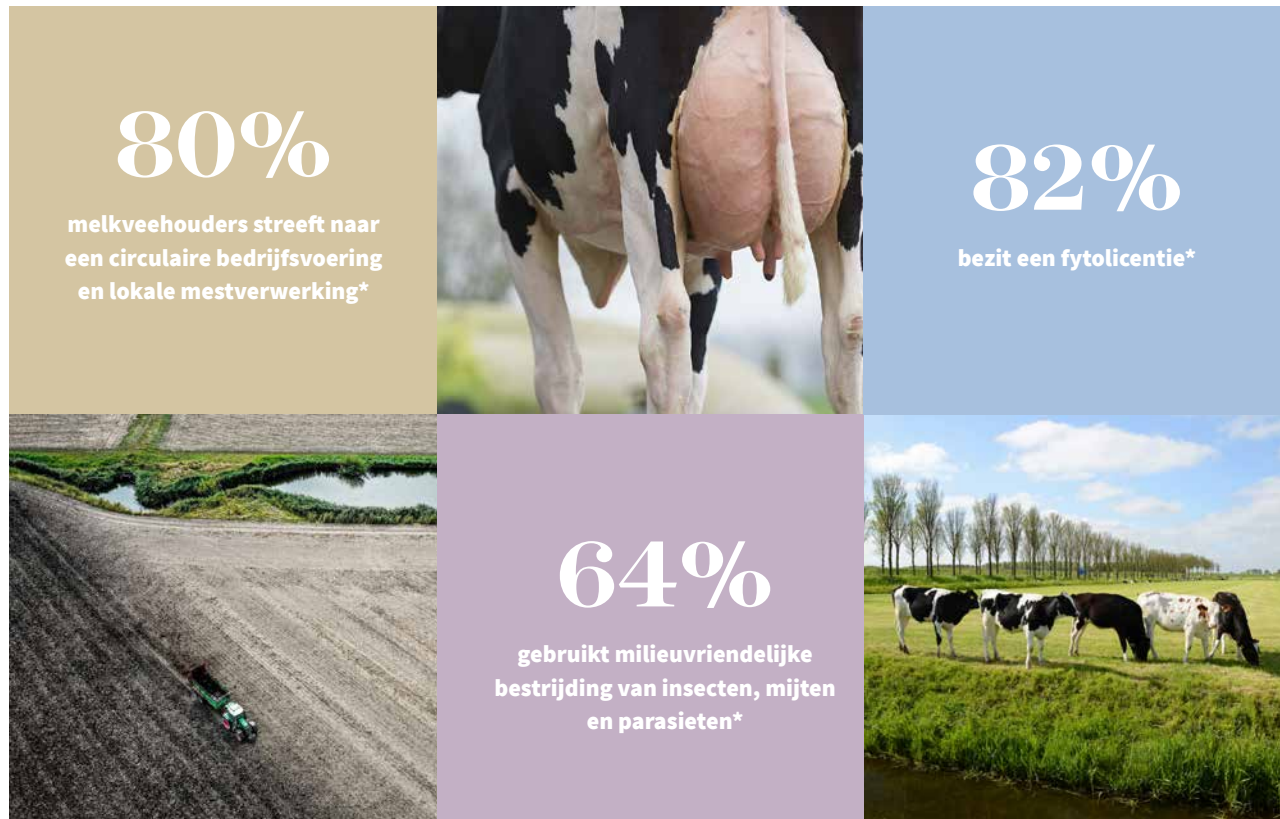 80%
melkveehouders streeft naar
een circulaire bedrijfsvoering
en lokale mestverwerking*
82%
bezit een fytolicentie*
64%
gebruikt milieuvriendelijke
bestrijding van insecten, mijten
en parasieten*